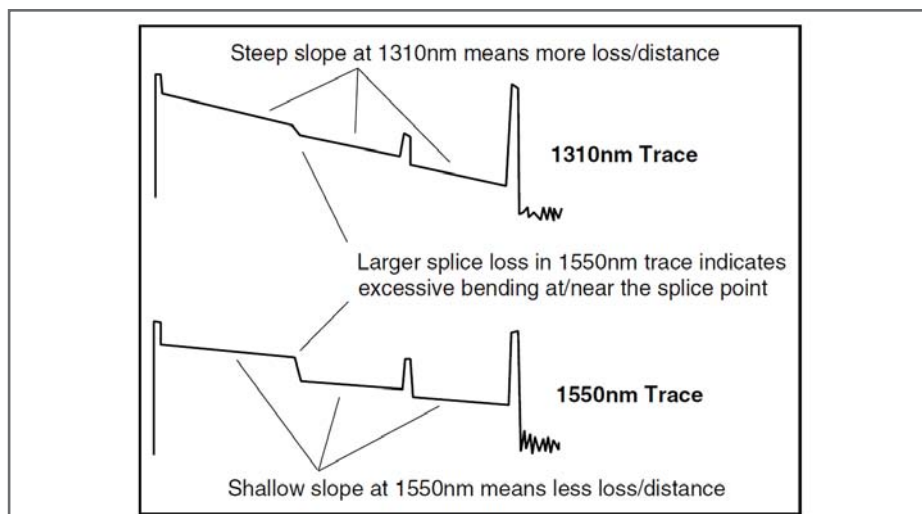 Steep slope at 1310nm means more loss/distance
1310nm Trace
Larger splice loss in 1550nm trace indicates
excessive bending at/near the splice point
1550nm Trace
Shallow slope at 1550nm means less loss/distance